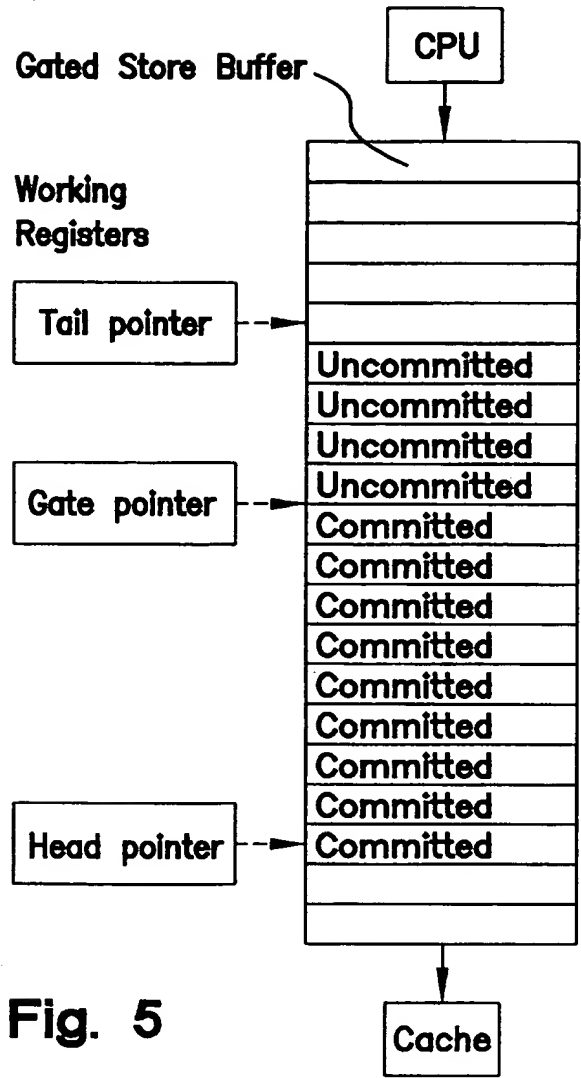 CPU
Gated Store Buffer
Working
Registers
Tail pointer
Uncommitted
Uncommitted
Uncommitted
Uncommitted
Gate pointer
Committed
Committed
Committed
Committed
Committed
Committed
Committed
Committed
Head pointer
Committed
Fig. 5
Cache